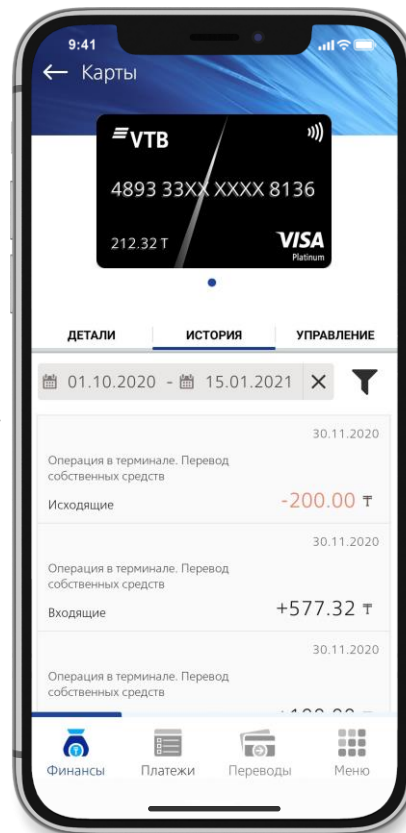 9:41
← Карты
VTB
4893 33XX XXXX 8136
212.32 T
VISA
Platinum
ДЕТАЛИ ИСТОРИЯ УПРАВЛЕНИЕ
01.10.2020 - 15.01.2021 ×
30.11.2020
Операция в терминале. Перевод
собственных средств
Исходящие -200.00 ₸
30.11.2020
Операция в терминале. Перевод
собственных средств
Входящие +577.32 ₸
30.11.2020
Операция в терминале. Перевод
собственных средств
Финансы Платежи Переводы Меню